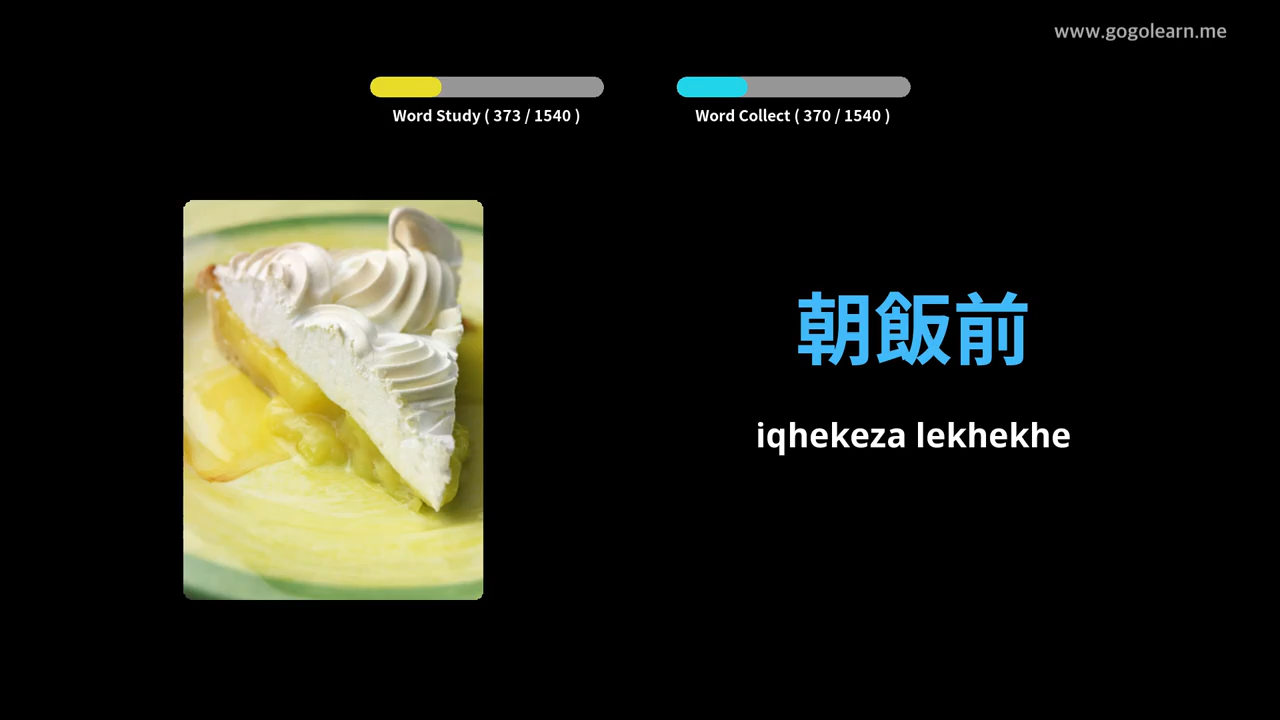 www.gogolearn.me
Word Study ( 373 / 1540 )
Word Collect ( 370 / 1540 )
朝飯前
iqhekeza lekhekhe